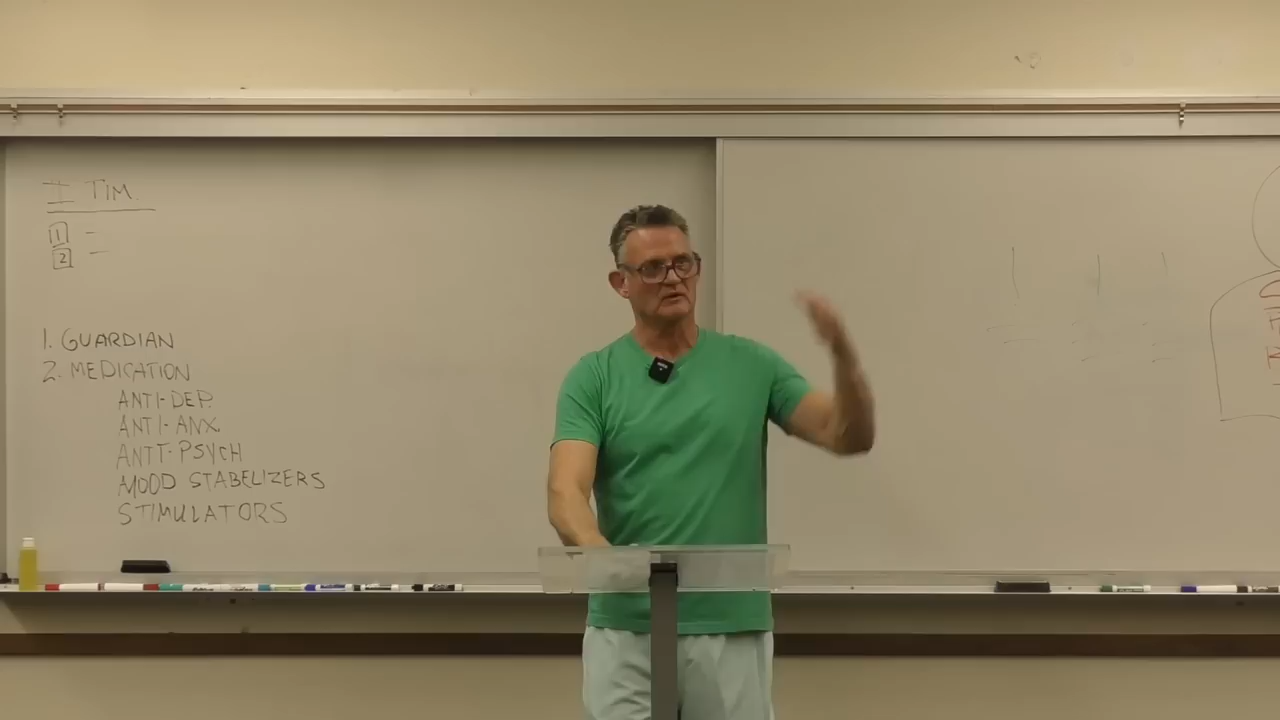 I TIM.
1 -
2 -
1. GUARDIAN
2. MEDICATION
ANTI-DEP.
ANTI-ANX.
ANTI-PSYCH
MOOD STABELIZERS
STIMULATORS